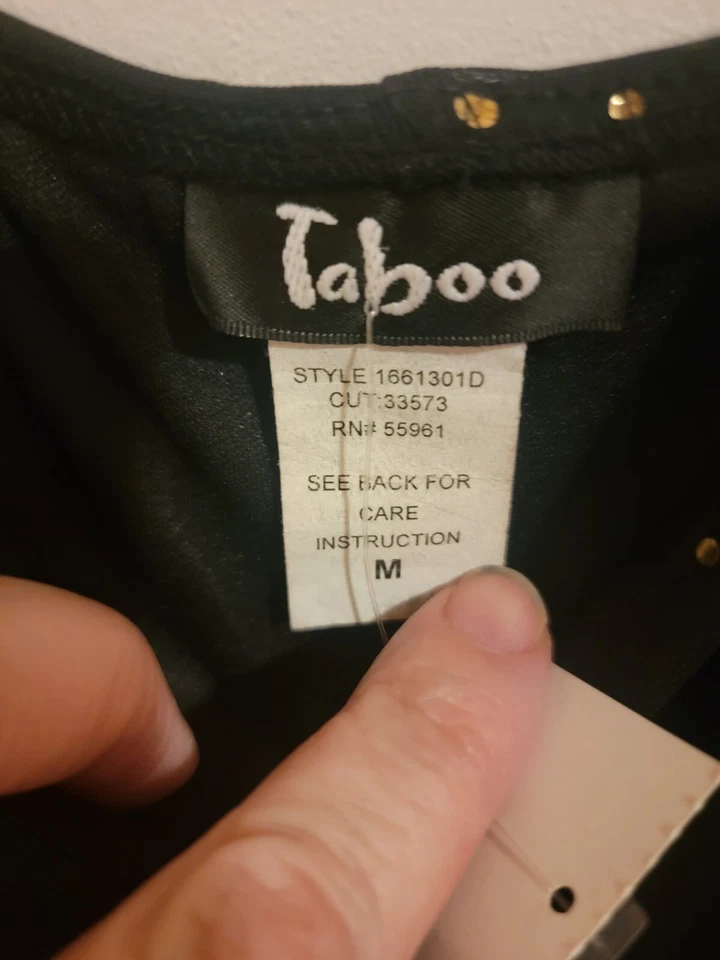 Taboo
STYLE 1661301D
CUT:33573
RN# 55961
SEE BACK FOR
CARE
INSTRUCTION
M